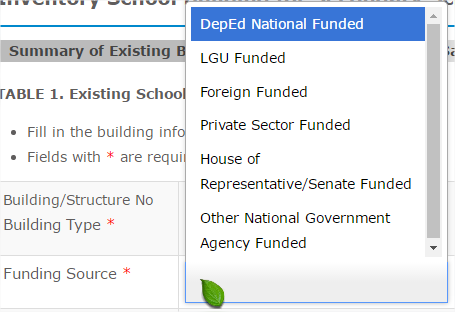 Inventory School
DepEd National Funded
LGU Funded
Foreign Funded
Private Sector Funded
House of
Representative/Senate Funded
Other National Government
Agency Funded
Summary of Existing B
TABLE 1. Existing School
Fill in the building info
Fields with * are requi
Building/Structure No
Building Type *
Funding Source *